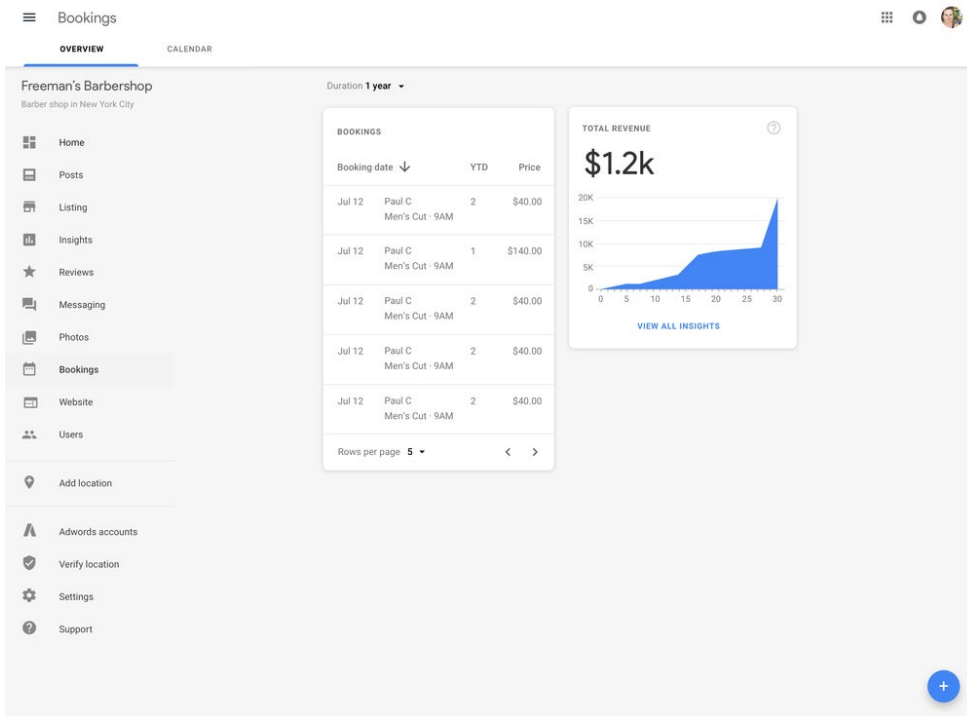 Bookings
OVERVIEW CALENDAR
Freeman's Barbershop
Barber shop in New York City
Home
Posts
Listing
Insights
Reviews
Messaging
Photos
Bookings
Website
Users
Add location
Adwords accounts
Verify location
Settings
Support
Duration 1 year
BOOKINGS
Booking date YTD Price
Jul 12 Paul C 2 $40.00
Men's Cut · 9AM
Jul 12 Paul C 1 $140.00
Men's Cut · 9AM
Jul 12 Paul C 2 $40.00
Men's Cut · 9AM
Jul 12 Paul C 2 $40.00
Men's Cut · 9AM
Jul 12 Paul C 2 $40.00
Men's Cut · 9AM
Rows per page 5
TOTAL REVENUE
$1.2k
20K
15K
10K
5K
0
0 5 10 15 20 25 30
VIEW ALL INSIGHTS